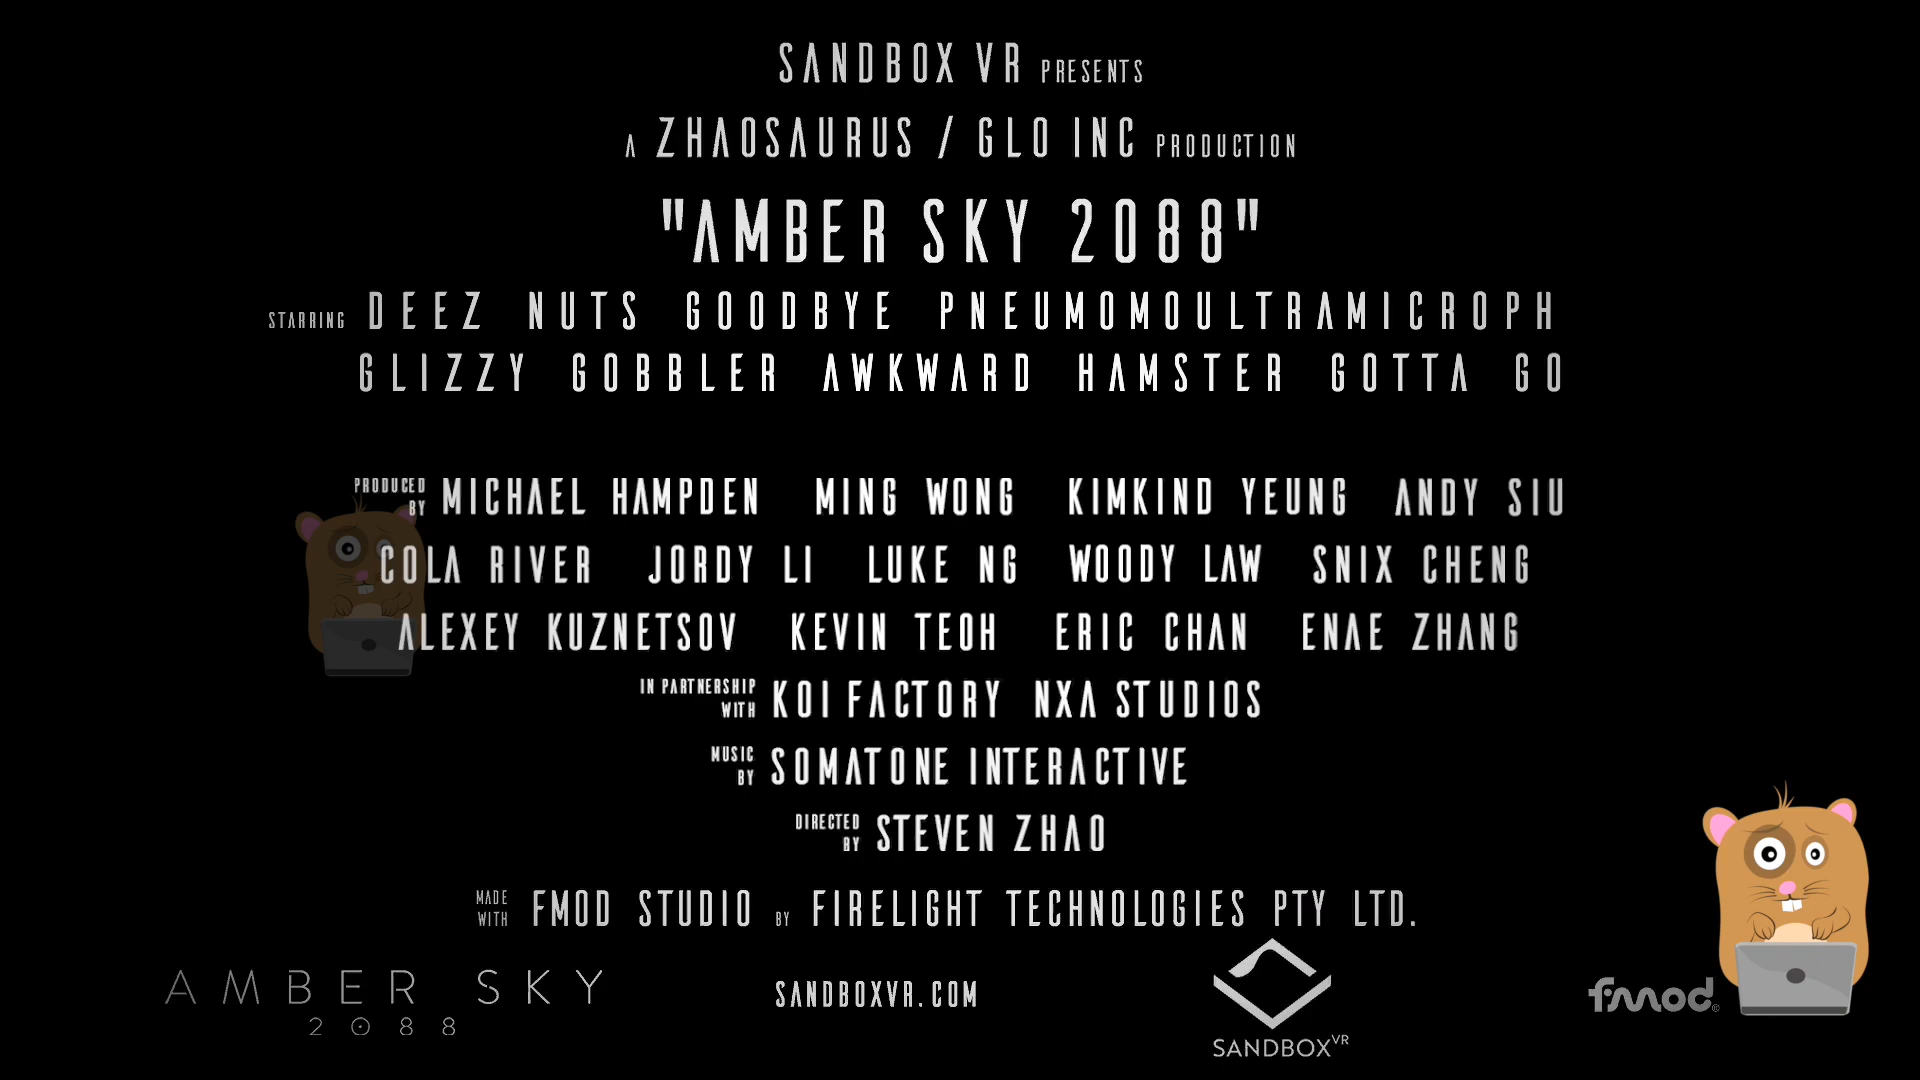 SANDBOX VR PRESENTS
A ZHAOSAURUS / GLO INC PRODUCTION
"AMBER SKY 2088"
STARRING DEEZ NUTS GOODBYE PNEUMOMOULTRAMICROPH
GLIZZY GOBBLER AWKWARD HAMSTER GOTTA GO
PRODUCED BY MICHAEL HAMPDEN MING WONG KIMKIND YEUNG ANDY SIU
COLA RIVER JORDY LI LUKE NG WOODY LAW SNIX CHENG
ALEXEY KUZNETSOV KEVIN TEOH ERIC CHAN ENAE ZHANG
IN PARTNERSHIP WITH KOI FACTORY NXA STUDIOS
MUSIC BY SOMATONE INTERACTIVE
DIRECTED BY STEVEN ZHAO
MADE WITH FMOD STUDIO BY FIRELIGHT TECHNOLOGIES PTY LTD.
AMBER SKY
2088
SANDBOXVR.COM
SANDBOX VR
fmod®